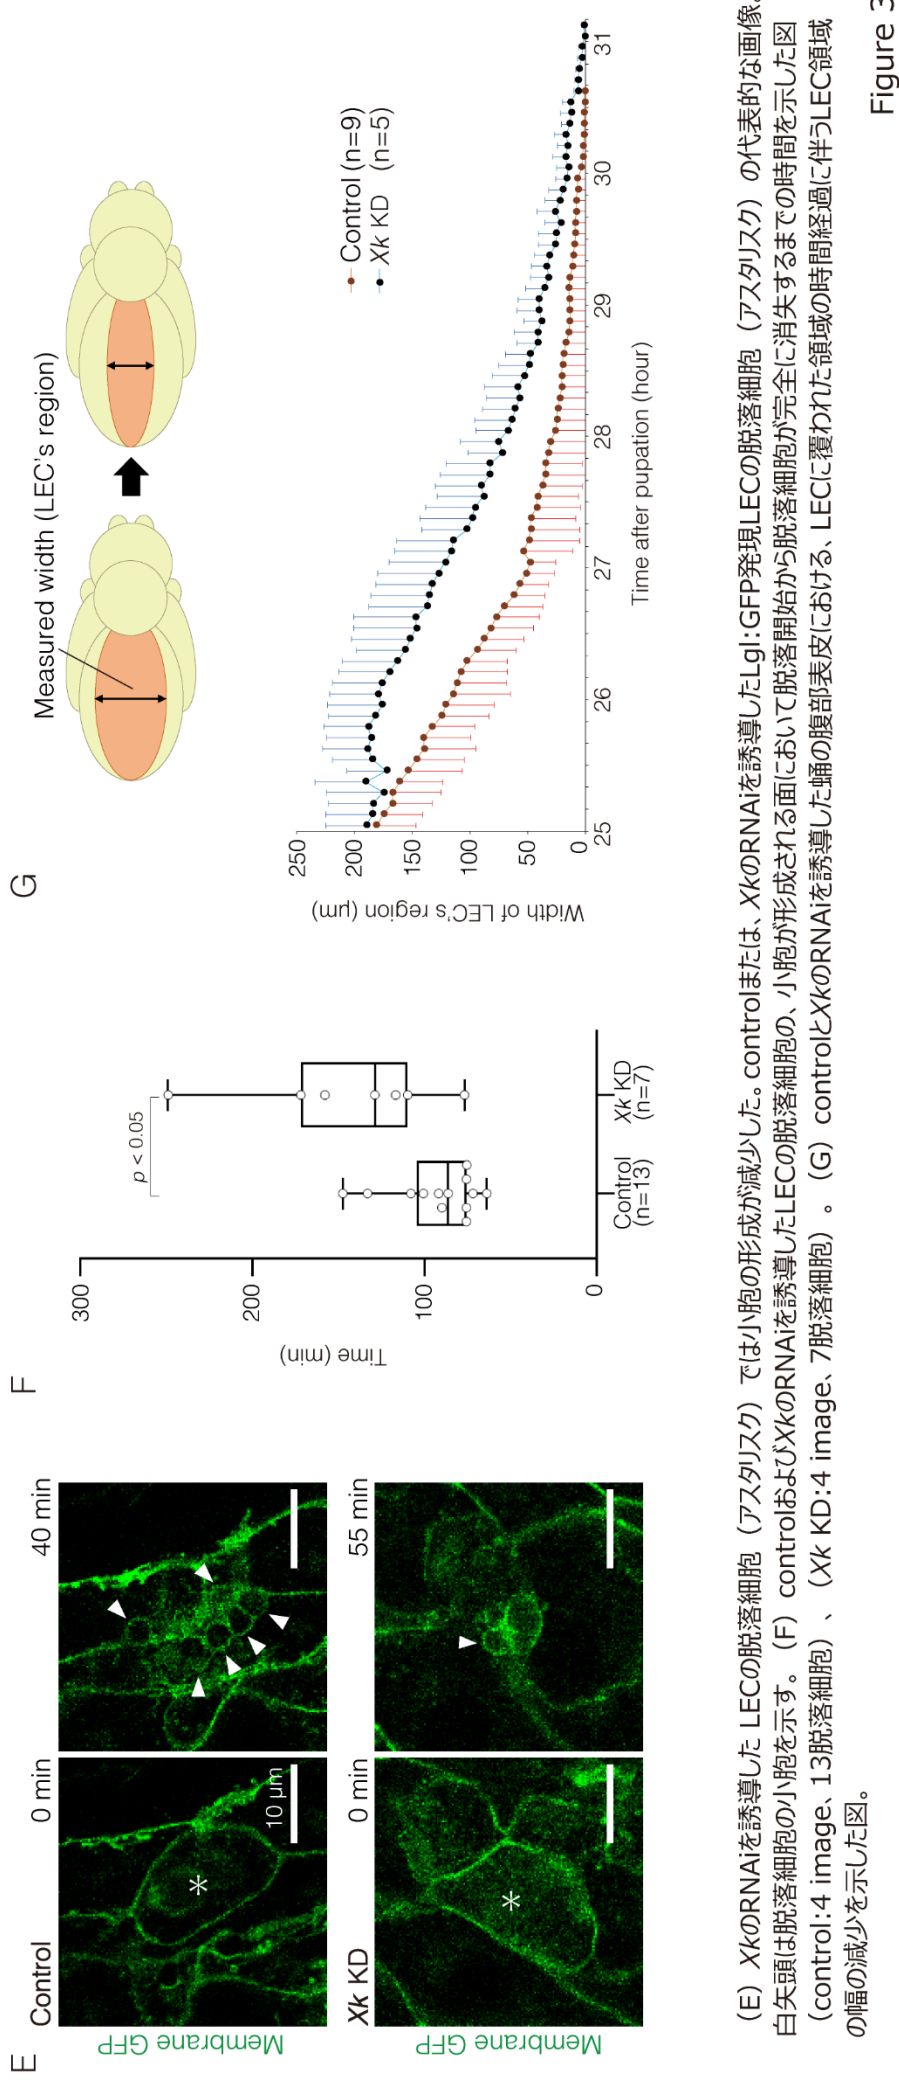 E
Control
0 min
40 min
Membrane GFP
10 μm
*
Xk KD
0 min
55 min
Membrane GFP
*
F
Time (min)
300
200
100
0
p < 0.05
Control
(n=13)
Xk KD
(n=7)
G
Measured width (LEC's region)
Width of LEC's region (μm)
250
200
150
100
50
0
Control (n=9)
Xk KD (n=5)
25
26
27
28
29
30
31
Time after pupation (hour)
(E) XkのRNAiを誘導した LECの脱落細胞（アスタリスク）では小胞の形成が減少した。controlまたは、XkのRNAiを誘導したLgl:GFP発現LECの脱落細胞（アスタリスク）の代表的な画像。
白矢頭は脱落細胞の小胞を示す。(F) controlおよびXkのRNAiを誘導したLECの脱落細胞の、小胞が形成される面において脱落開始から脱落細胞が完全に消失するまでの時間を示した図
(control:4 image、13脱落細胞）、（Xk KD:4 image、7脱落細胞）。(G) controlとXkのRNAiを誘導した蛹の腹部表皮における、LECに覆われた領域の時間経過に伴うLEC領域
の幅の減少を示した図。
Figure 3